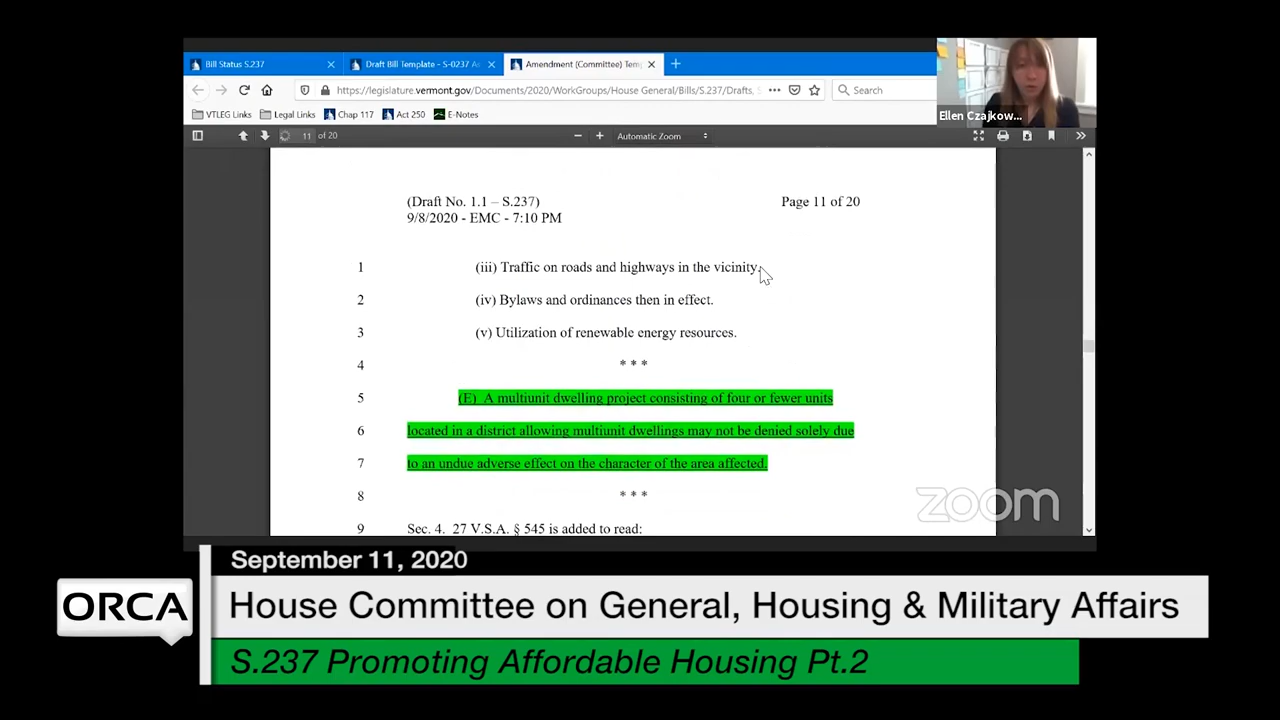 Bill Status S.237
Draft Bill Template - S-0237 As
Amendment (Committee) Temp
https://legislature.vermont.gov/Documents/2020/WorkGroups/House General/Bills/S.237/Drafts,
Search
VTLEG Links
Legal Links
Chap 117
Act 250
E-Notes
11 of 20
Automatic Zoom
Ellen Czajkow...
(Draft No. 1.1 – S.237) Page 11 of 20
9/8/2020 - EMC - 7:10 PM
1 (iii) Traffic on roads and highways in the vicinity.
2 (iv) Bylaws and ordinances then in effect.
3 (v) Utilization of renewable energy resources.
4 * * *
5 (E) A multiunit dwelling project consisting of four or fewer units
6 located in a district allowing multiunit dwellings may not be denied solely due
7 to an undue adverse effect on the character of the area affected.
8 * * *
9 Sec. 4. 27 V.S.A. § 545 is added to read:
zoom
September 11, 2020
ORCA
House Committee on General, Housing & Military Affairs
S.237 Promoting Affordable Housing Pt.2